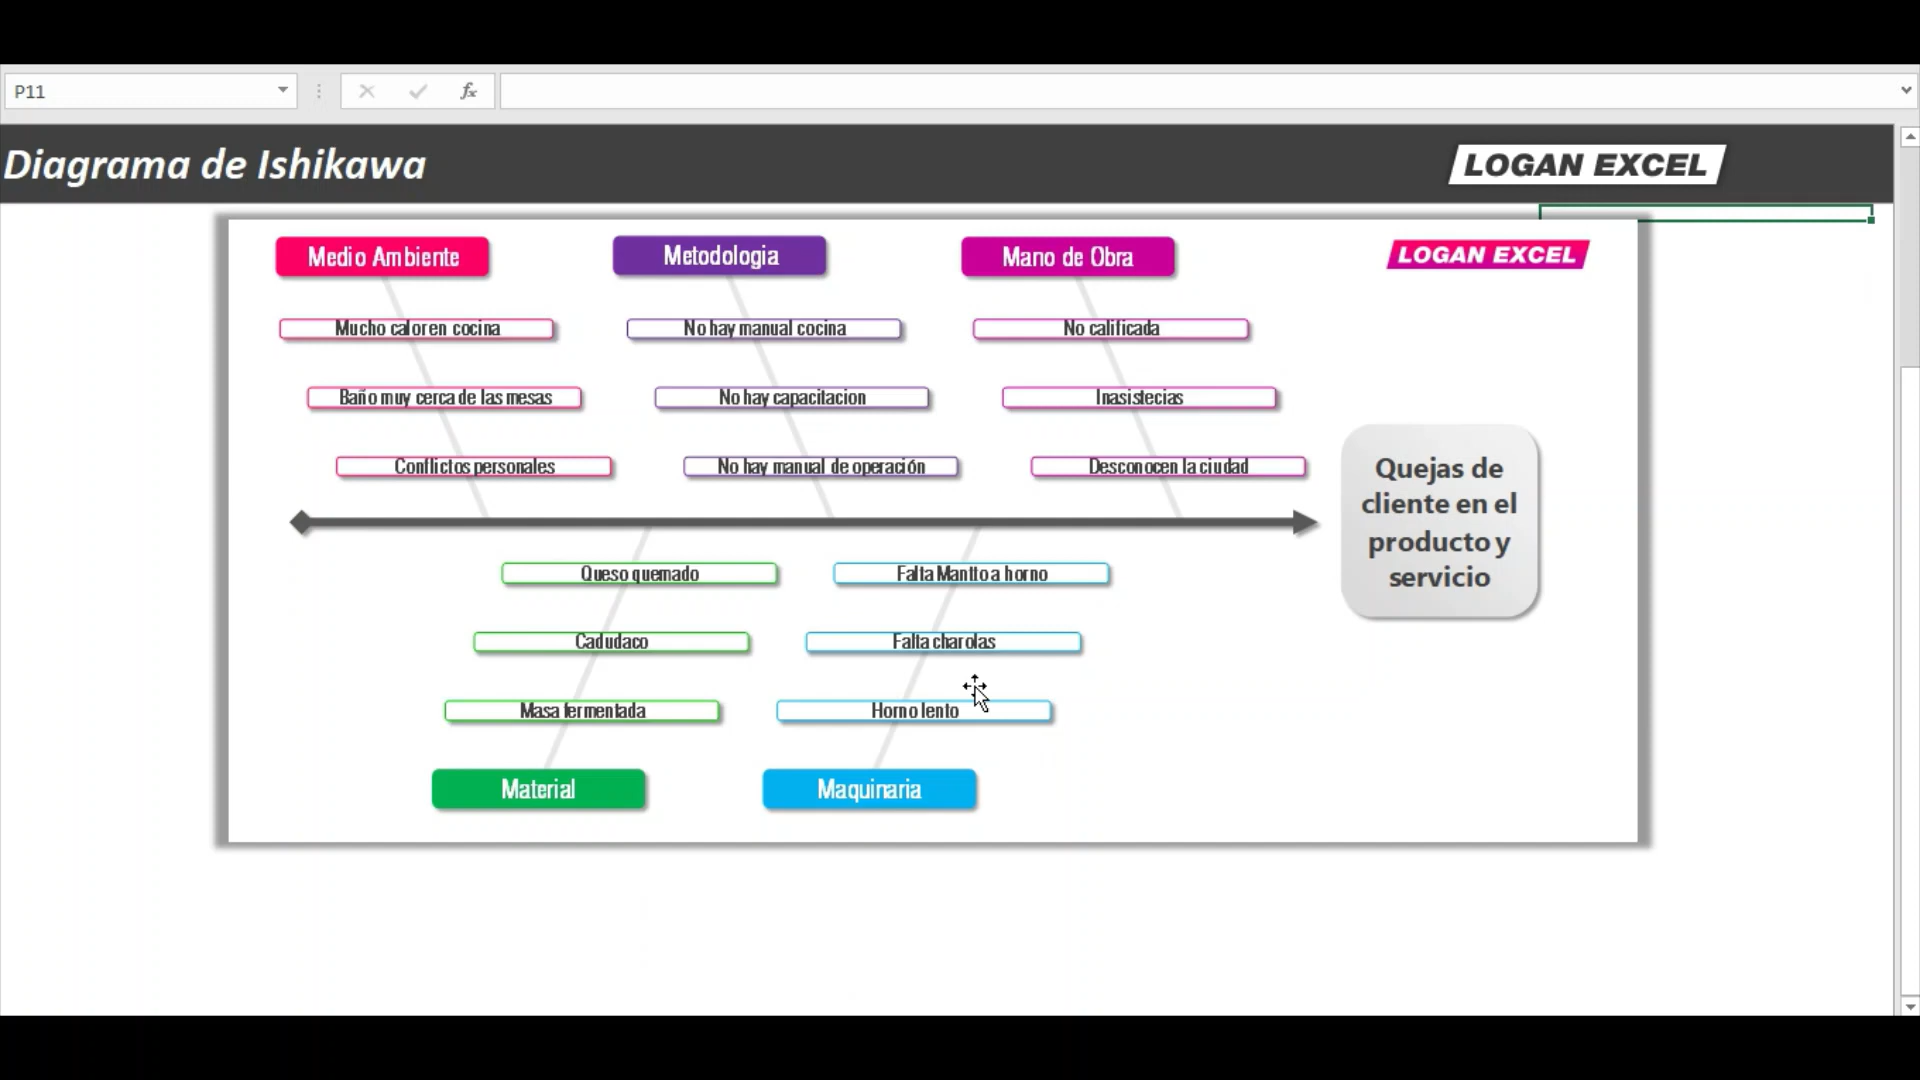 P11
fx
Diagrama de Ishikawa
LOGAN EXCEL
Medio Ambiente
Metodologia
Mano de Obra
LOGAN EXCEL
Mucho calor en cocina
No hay manual cocina
No calificada
Baño muy cerca de las mesas
No hay capacitacion
Inasistecias
Conflictos personales
No hay manual de operación
Desconocen la ciudad
Quejas de
cliente en el
producto y
servicio
Queso quemado
Falta Mantto a horno
Cadudaco
Falta charolas
Masa fermentada
Horno lento
Material
Maquinaria